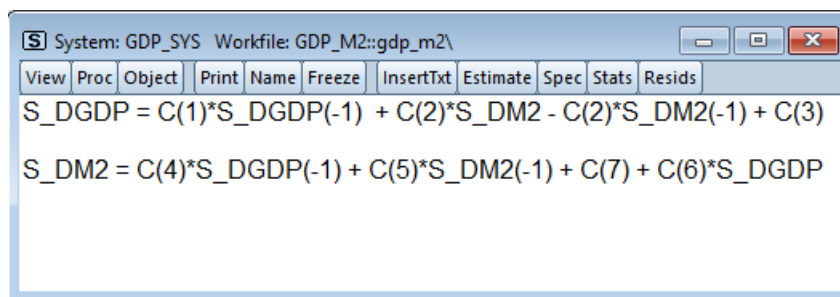 S System: GDP_SYS Workfile: GDP_M2::gdp_m2\
View Proc Object Print Name Freeze InsertTxt Estimate Spec Stats Resids
S_DGDP = C(1)*S_DGDP(-1) + C(2)*S_DM2 - C(2)*S_DM2(-1) + C(3)
S_DM2 = C(4)*S_DGDP(-1) + C(5)*S_DM2(-1) + C(7) + C(6)*S_DGDP